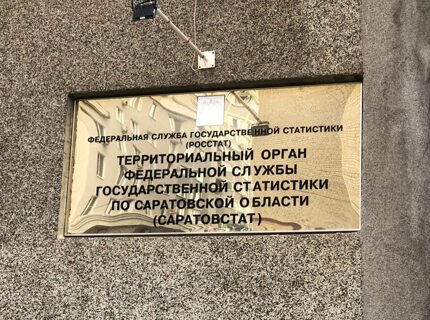 ФЕДЕРАЛЬНАЯ СЛУЖБА ГОСУДАРСТВЕННОЙ СТАТИСТИКИ
(РОССТАТ)
ТЕРРИТОРИАЛЬНЫЙ ОРГАН
ФЕДЕРАЛЬНОЙ СЛУЖБЫ
ГОСУДАРСТВЕННОЙ СТАТИСТИКИ
ПО САРАТОВСКОЙ ОБЛАСТИ
(САРАТОВСТАТ)